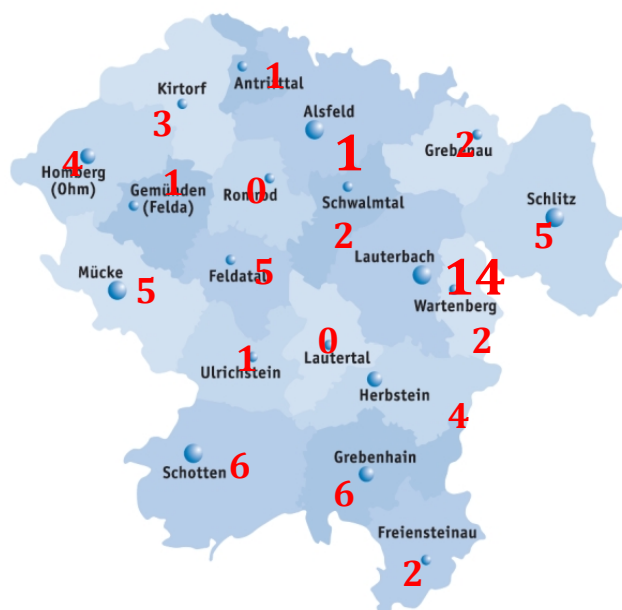 1
Antrifttal
Kirtorf
3
Alsfeld
1
2
Grebenau
4
Homberg
(Ohm)
1
Gemünden
(Felda)
0
Romrod
Schwalmtal
2
Schlitz
5
Lauterbach
14
Wartenberg
2
Mücke
5
Feldatal
5
0
Lautertal
1
Ulrichstein
Herbstein
4
Schotten
6
Grebenhain
6
Freiensteinau
2